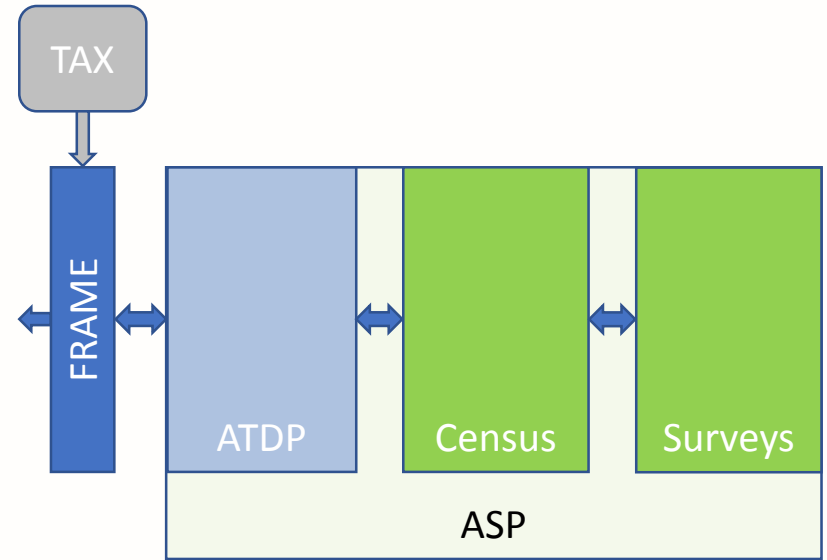 TAX
FRAME
ATDP
Census
Surveys
ASP